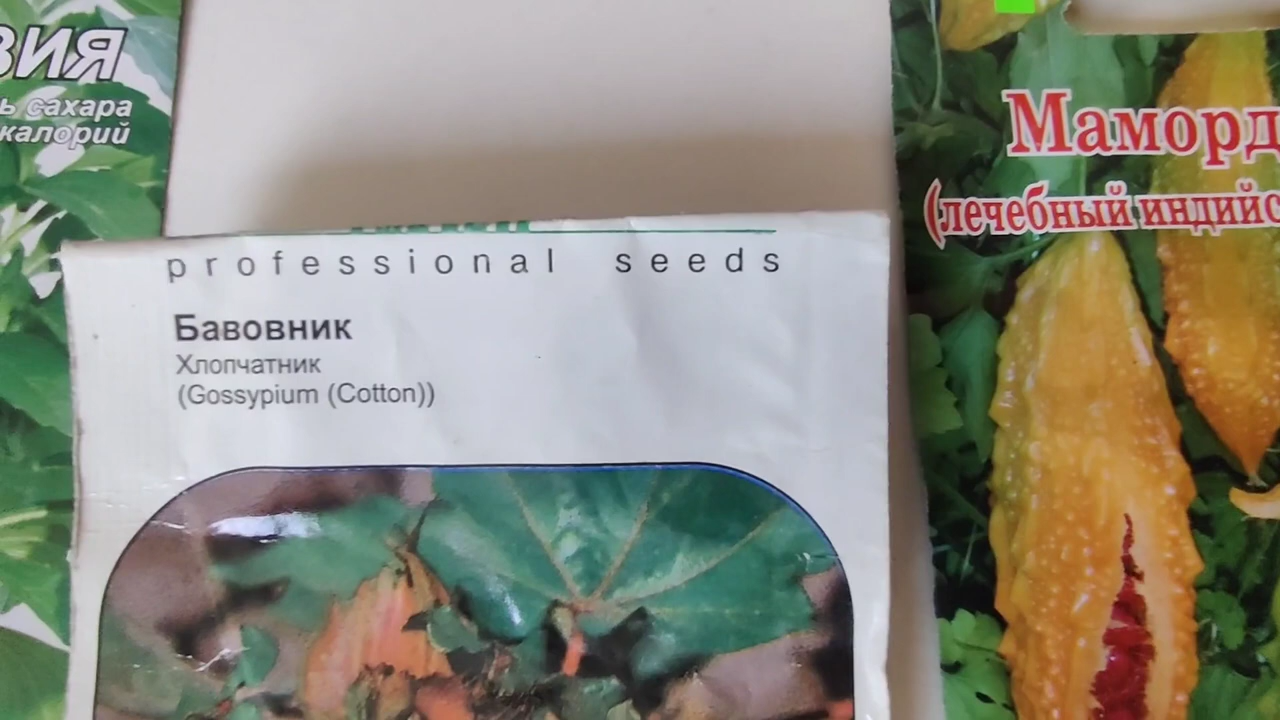 ВИЯ
ь сахара
калорий
professional seeds
Бавовник
Хлопчатник
(Gossypium (Cotton))
Маморд
(лечебный индийс